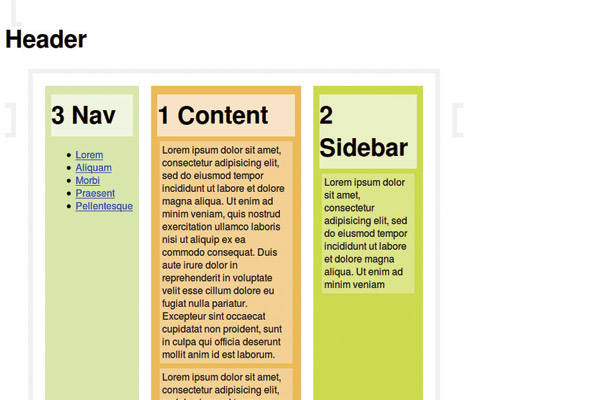 Header
3 Nav
Lorem
Aliquam
Morbi
Praesent
Pellentesque
1 Content
Lorem ipsum dolor sit amet,
consectetur adipisicing elit,
sed do eiusmod tempor
incididunt ut labore et dolore
magna aliqua. Ut enim ad
minim veniam, quis nostrud
exercitation ullamco laboris
nisi ut aliquip ex ea
commodo consequat. Duis
aute irure dolor in
reprehenderit in voluptate
velit esse cillum dolore eu
fugiat nulla pariatur.
Excepteur sint occaecat
cupidatat non proident, sunt
in culpa qui officia deserunt
mollit anim id est laborum.
Lorem ipsum dolor sit amet,
consectetur adipisicing elit,
2
Sidebar
Lorem ipsum dolor
sit amet,
consectetur
adipisicing elit, sed
do eiusmod tempor
incididunt ut labore
et dolore magna
aliqua. Ut enim ad
minim veniam